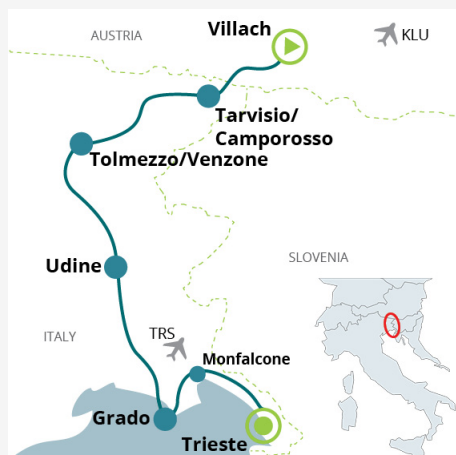 AUSTRIA
Villach
KLU
Tarvisio/
Camporosso
Tolmezzo/Venzone
SLOVENIA
Udine
ITALY
TRS
Monfalcone
Grado
Trieste